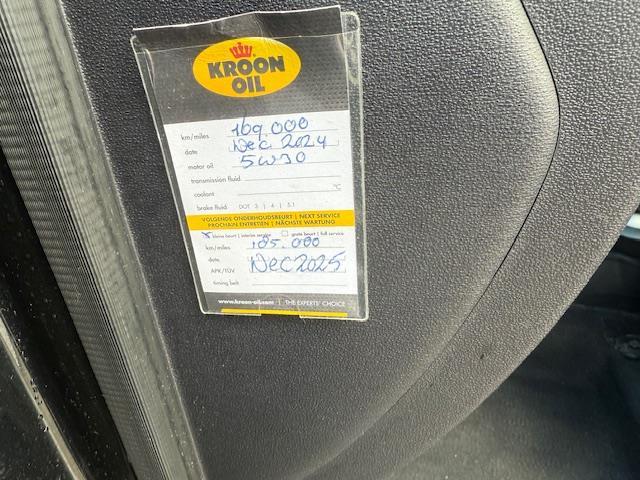 KROON
OIL
km/miles 169.000
date Dec 2024
motor oil 5W30
transmission fluid
coolant °C
brake fluid DOT 3 | 4 | 5.1
VOLGENDE ONDERHOUDSBEURT | NEXT SERVICE
PROCHAIN ENTRETIEN | NÄCHSTE WARTUNG
kleine beurt | interim service grote beurt | full service
km/miles 185.000
date Dec 2025
APK/TÜV
timing belt
www.kroon-oil.com | THE EXPERTS' CHOICE